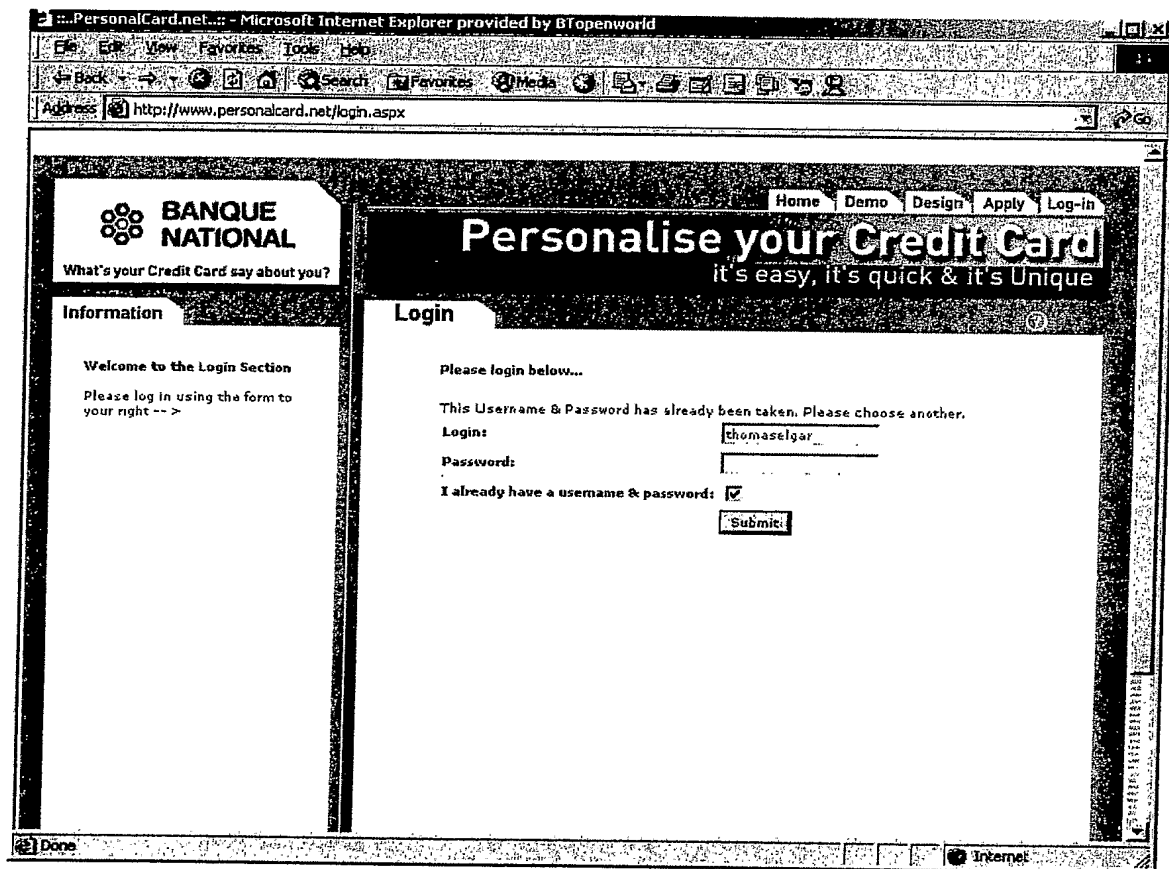 ::..PersonalCard.net..:: - Microsoft Internet Explorer provided by BTopenworld
File Edit View Favorites Tools Help
Back Search Favorites Media
Address http://www.personalcard.net/login.aspx Go
BANQUE
NATIONAL
What's your Credit Card say about you?
Home Demo Design Apply Log-in
Personalise your Credit Card
it's easy, it's quick & it's Unique
Information
Welcome to the Login Section
Please log in using the form to
your right -- >
Login
Please login below...
This Username & Password has already been taken. Please choose another.
Login: thomaselgar
Password:
I already have a username & password:
Submit
Done Internet